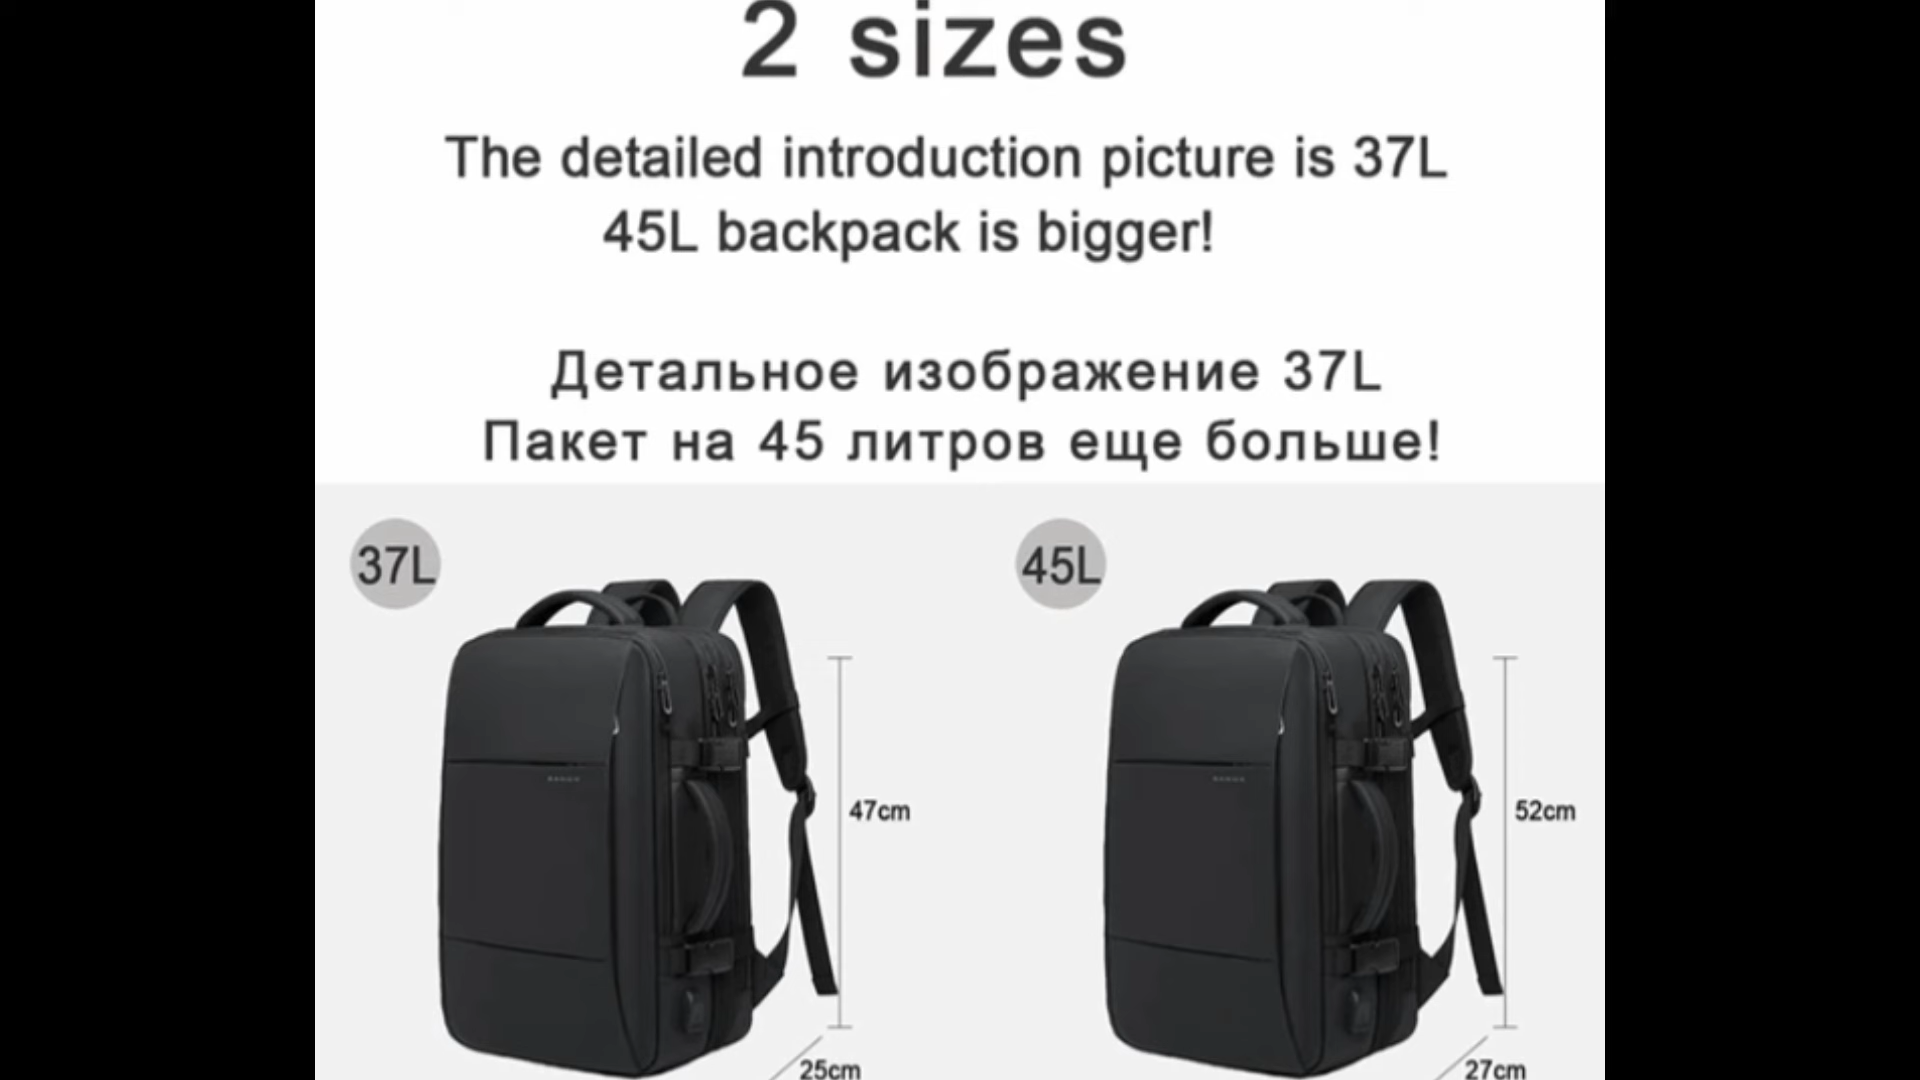 2 sizes
The detailed introduction picture is 37L
45L backpack is bigger!
Детальное изображение 37L
Пакет на 45 литров еще больше!
37L
45L
47cm
52cm
25cm
27cm